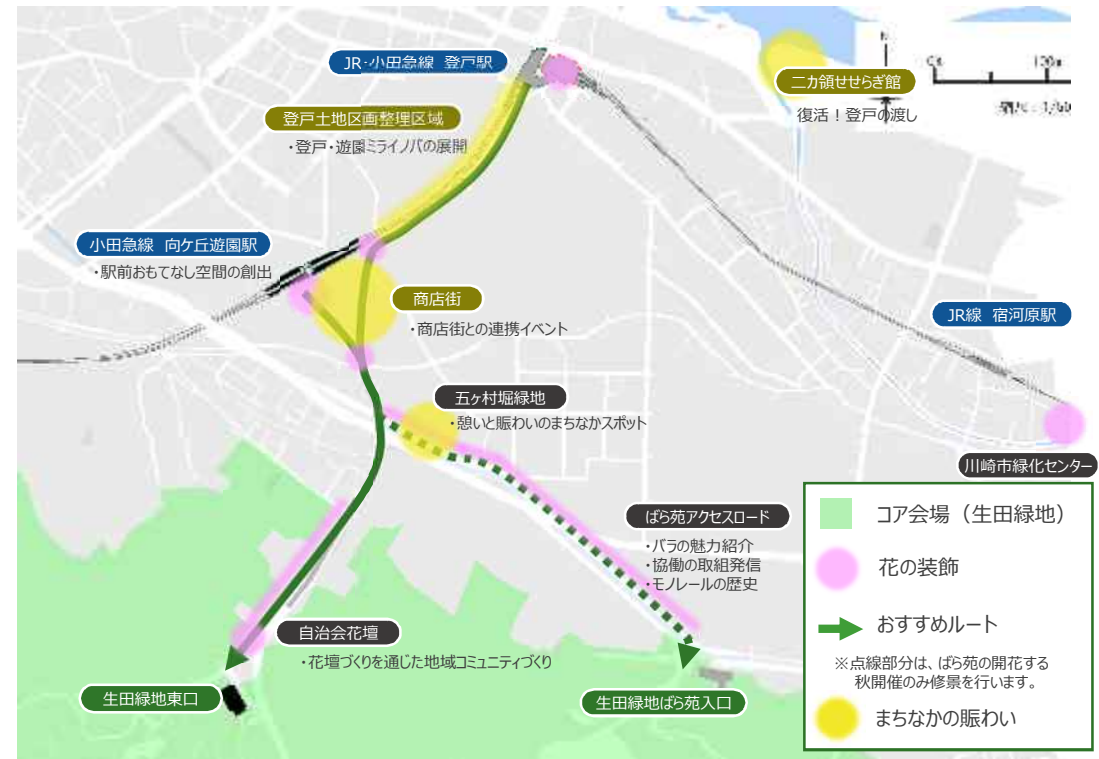 JR・小田急線 登戸駅
二カ領せせらぎ館
復活！登戸の渡し
登戸土地区画整理区域
・登戸・遊園ミライノバの展開
小田急線 向ケ丘遊園駅
・駅前おもてなし空間の創出
商店街
・商店街との連携イベント
JR線 宿河原駅
五ヶ村堀緑地
・憩いと賑わいのまちなかスポット
川崎市緑化センター
ばら苑アクセスロード
・バラの魅力紹介
・協働の取組発信
・モノレールの歴史
自治会花壇
・花壇づくりを通じた地域コミュニティづくり
生田緑地東口
生田緑地ばら苑入口
コア会場（生田緑地）
花の装飾
おすすめルート
※点線部分は、ばら苑の開花する
秋開催のみ修景を行います。
まちなかの賑わい